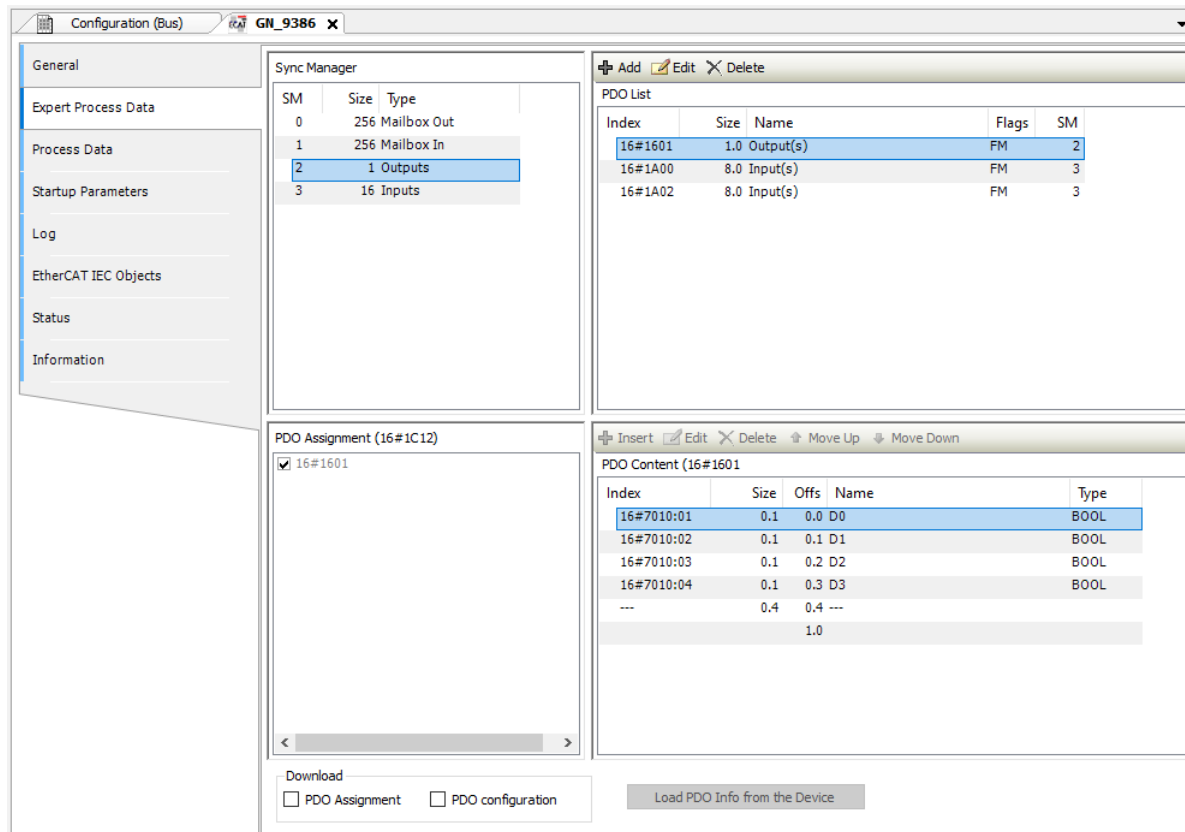 Configuration (Bus)
GN_9386
General
Expert Process Data
Process Data
Startup Parameters
Log
EtherCAT IEC Objects
Status
Information
Sync Manager
SM Size Type
0 256 Mailbox Out
1 256 Mailbox In
2 1 Outputs
3 16 Inputs
Add Edit Delete
PDO List
Index Size Name Flags SM
16#1601 1.0 Output(s) FM 2
16#1A00 8.0 Input(s) FM 3
16#1A02 8.0 Input(s) FM 3
PDO Assignment (16#1C12)
16#1601
Insert Edit Delete Move Up Move Down
PDO Content (16#1601
Index Size Offs Name Type
16#7010:01 0.1 0.0 D0 BOOL
16#7010:02 0.1 0.1 D1 BOOL
16#7010:03 0.1 0.2 D2 BOOL
16#7010:04 0.1 0.3 D3 BOOL
--- 0.4 0.4 ---
1.0
Download
PDO Assignment PDO configuration
Load PDO Info from the Device